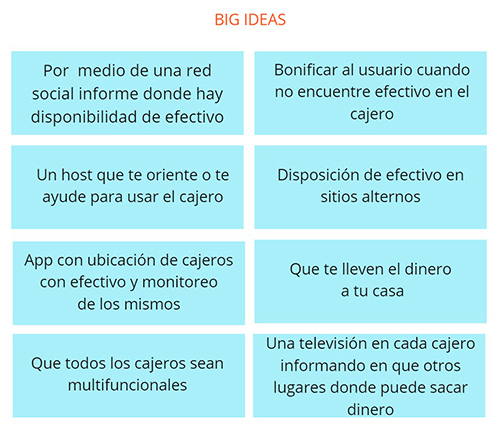 BIG IDEAS
Por medio de una red
social informe donde hay
disponibilidad de efectivo
Bonificar al usuario cuando
no encuentre efectivo en el
cajero
Un host que te oriente o te
ayude para usar el cajero
Disposición de efectivo en
sitios alternos
App con ubicación de cajeros
con efectivo y monitoreo
de los mismos
Que te lleven el dinero
a tu casa
Que todos los cajeros sean
multifuncionales
Una televisión en cada cajero
informando en que otros
lugares donde puede sacar
dinero